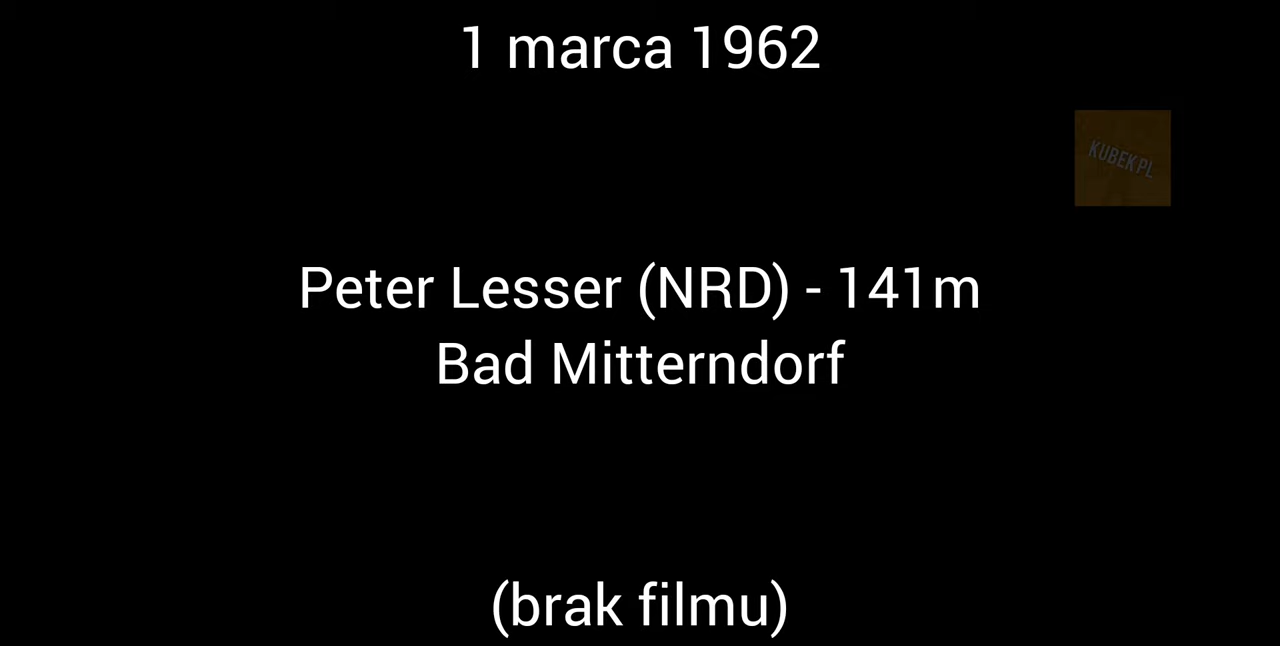 1 marca 1962
KUBEK.PL
Peter Lesser (NRD) - 141m
Bad Mitterndorf
(brak filmu)